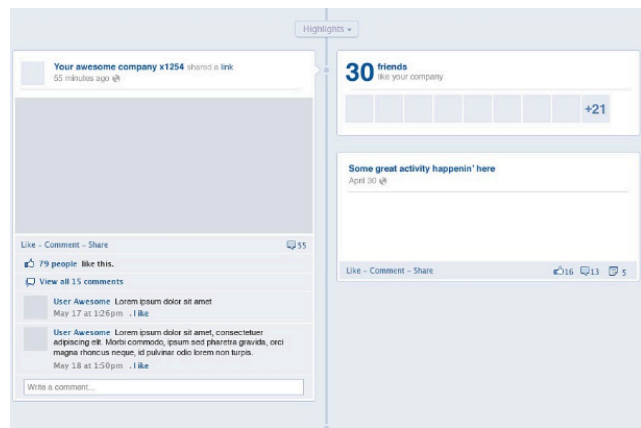 Highlights
Your awesome company x1254 shared a link
55 minutes ago
Like - Comment - Share 55
79 people like this.
View all 15 comments
User Awesome Lorem ipsum dolor sit amet
May 17 at 1:26pm . like
User Awesome Lorem ipsum dolor sit amet, consectetuer
adipiscing elit. Morbi commodo, ipsum sed pharetra gravida, orci
magna rhoncus neque, id pulvinar odio lorem non turpis.
May 18 at 1:50pm . like
Write a comment...
30 friends
like your company
+21
Some great activity happenin' here
April 30
Like - Comment - Share 16 13 5